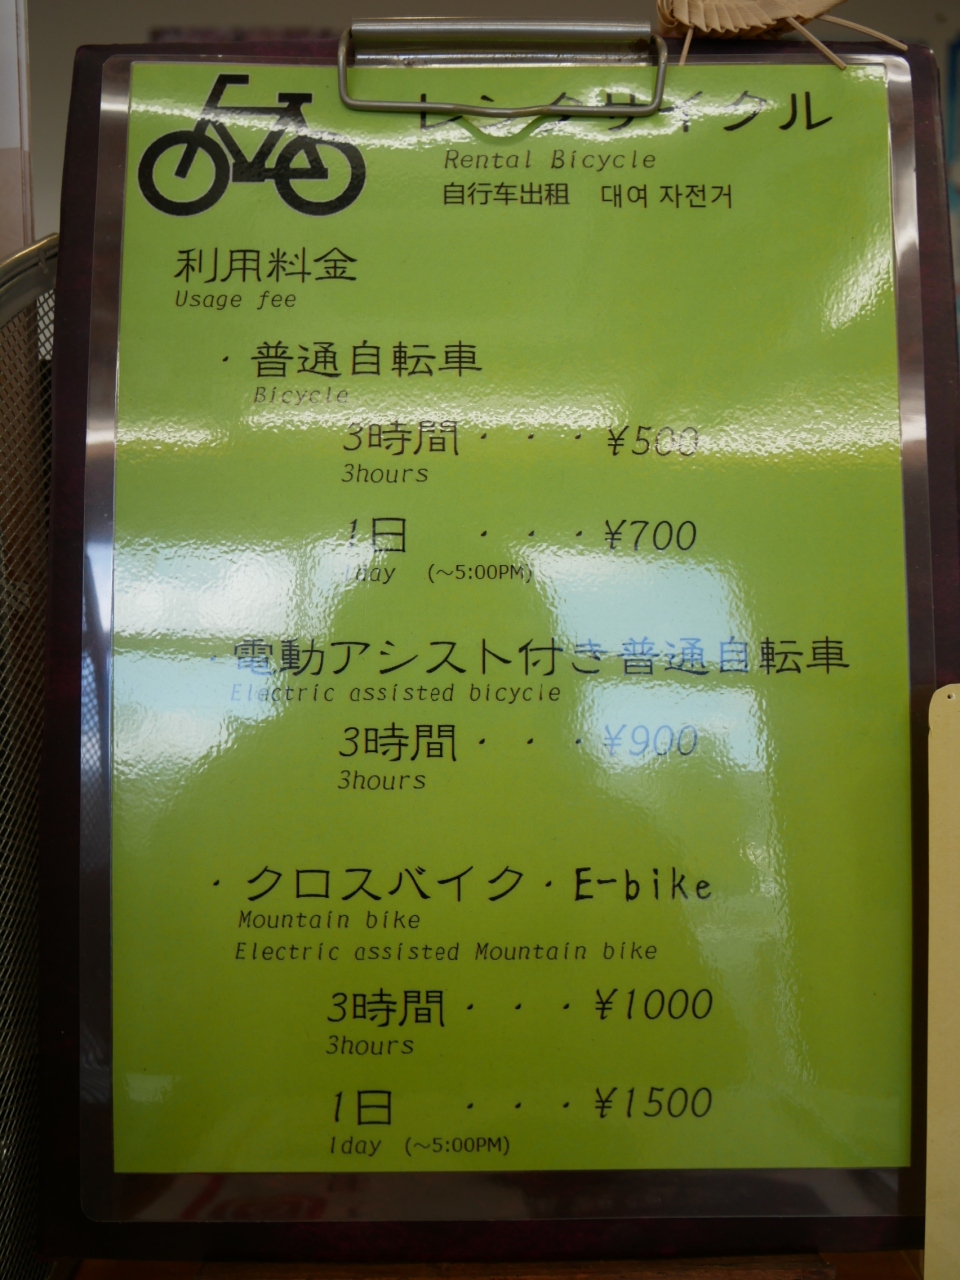 レンタサイクル
Rental Bicycle
自行车出租 대여 자전거
利用料金
Usage fee
・普通自転車
Bicycle
3時間・・・¥500
3hours
1日 ・・・¥700
1day (～5:00PM)
・電動アシスト付き普通自転車
Electric assisted bicycle
3時間・・・¥900
3hours
・クロスバイク・E-bike
Mountain bike
Electric assisted Mountain bike
3時間・・・¥1000
3hours
1日 ・・・¥1500
1day (～5:00PM)